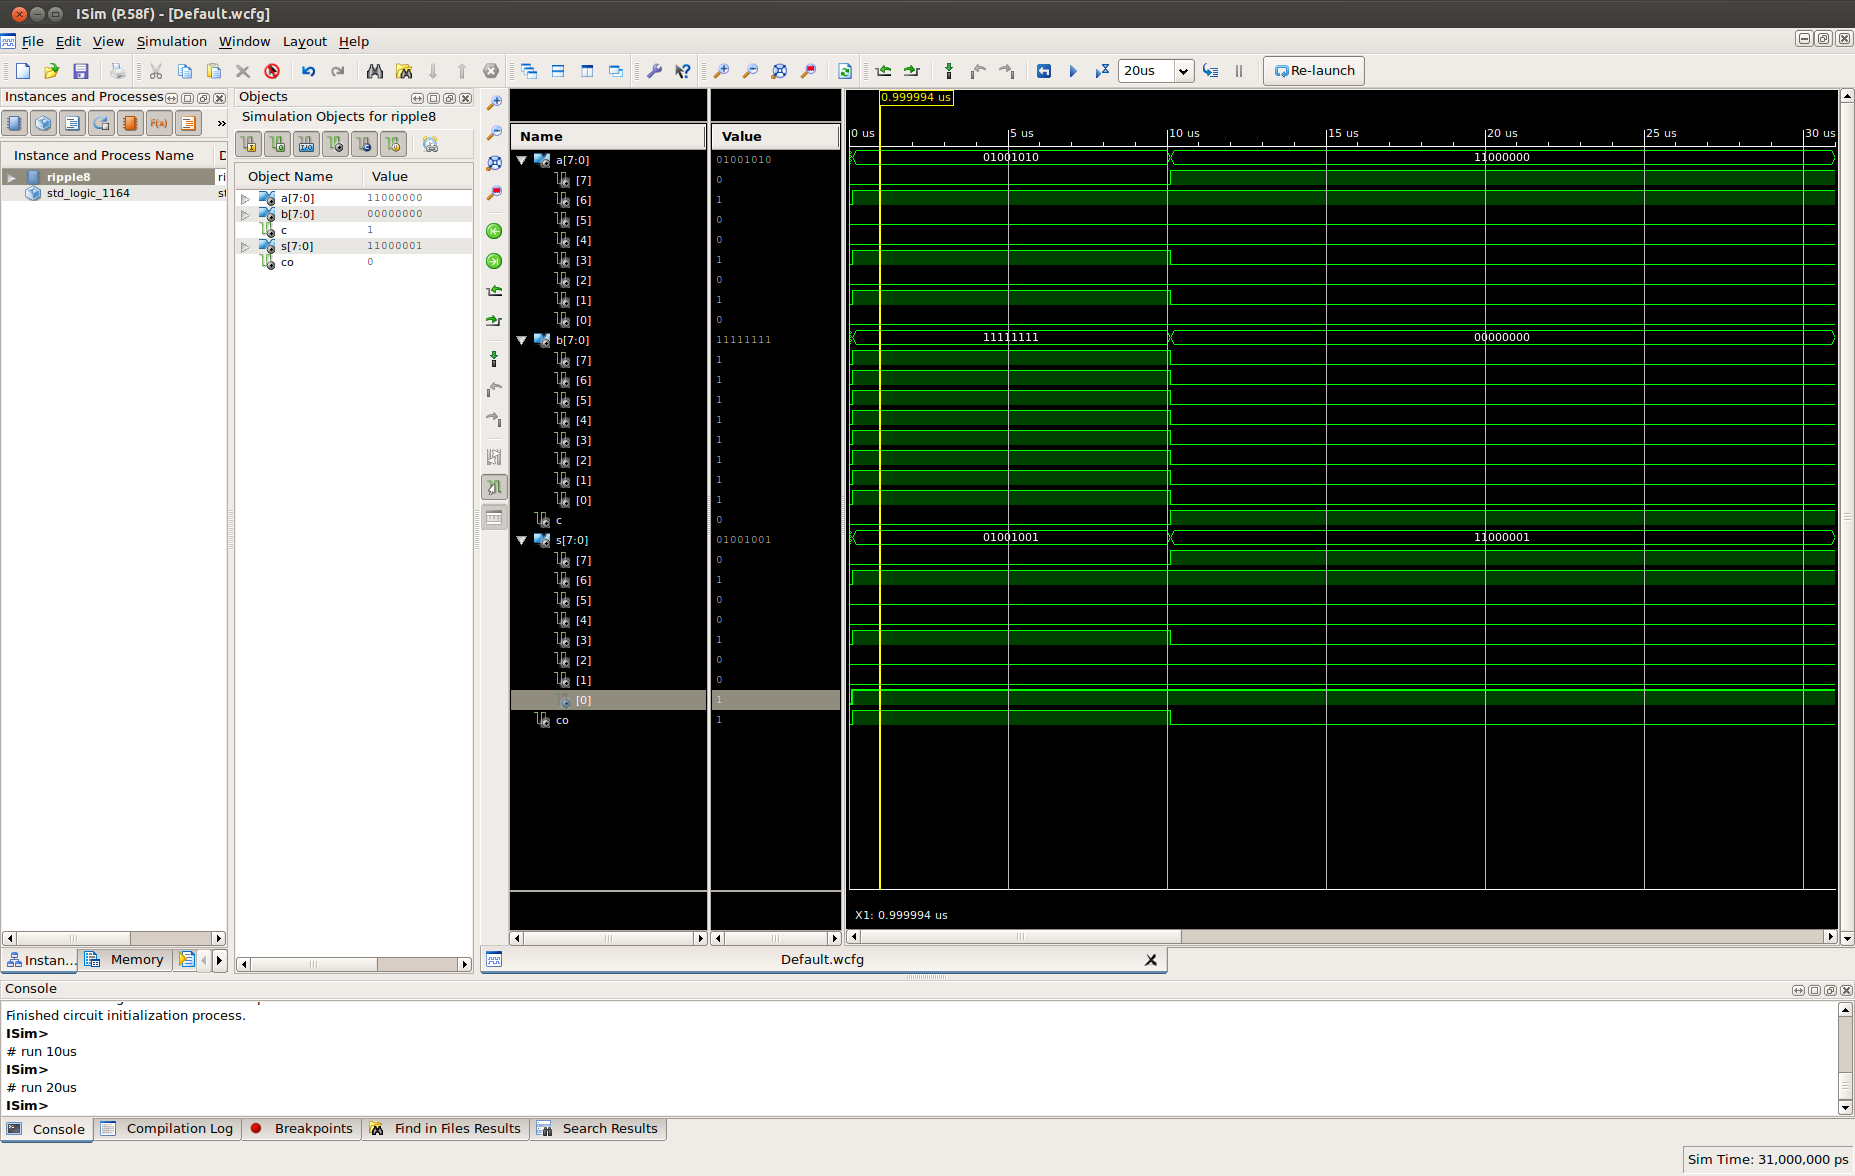 ISim (P.58f) - [Default.wcfg]
File Edit View Simulation Window Layout Help
20us
Re-launch
Instances and Processes
Instance and Process Name D
ripple8 ri
std_logic_1164 st
Instan... Memory
Objects
Simulation Objects for ripple8
Object Name Value
a[7:0] 11000000
b[7:0] 00000000
c 1
s[7:0] 11000001
co 0
Name Value
a[7:0] 01001010
[7] 0
[6] 1
[5] 0
[4] 0
[3] 1
[2] 0
[1] 1
[0] 0
b[7:0] 11111111
[7] 1
[6] 1
[5] 1
[4] 1
[3] 1
[2] 1
[1] 1
[0] 1
c 0
s[7:0] 01001001
[7] 0
[6] 1
[5] 0
[4] 0
[3] 1
[2] 0
[1] 0
[0] 1
co 1
0.999994 us
0 us 5 us 10 us 15 us 20 us 25 us 30 us
01001010 11000000
11111111 00000000
01001001 11000001
X1: 0.999994 us
Default.wcfg
Console
Finished circuit initialization process.
ISim>
# run 10us
ISim>
# run 20us
ISim>
Console Compilation Log Breakpoints Find in Files Results Search Results
Sim Time: 31,000,000 ps